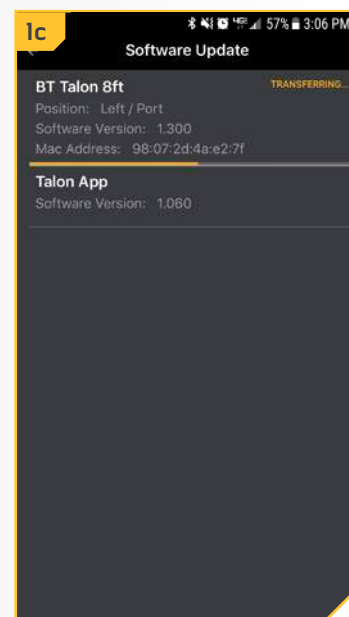 1c
57% 3:06 PM
Software Update
BT Talon 8ft
TRANSFERRING...
Position: Left / Port
Software Version: 1.300
Mac Address: 98:07:2d:4a:e2:7f
Talon App
Software Version: 1.060